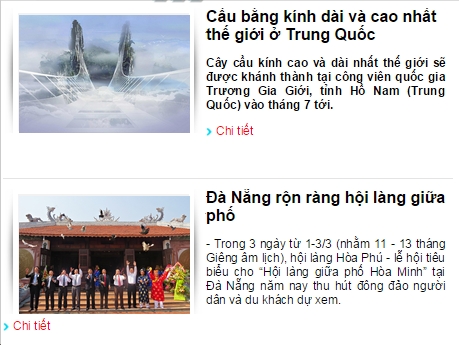 Cầu bằng kính dài và cao nhất
thế giới ở Trung Quốc
Cây cầu kính cao và dài nhất thế giới sẽ
được khánh thành tại công viên quốc gia
Trương Gia Giới, tỉnh Hồ Nam (Trung
Quốc) vào tháng 7 tới.
Chi tiết
Đà Nẵng rộn ràng hội làng giữa
phố
- Trong 3 ngày từ 1-3/3 (nhằm 11 - 13 tháng
Giêng âm lịch), hội làng Hòa Phú - lễ hội tiêu
biểu cho “Hội làng giữa phố Hòa Minh” tại
Đà Nẵng năm nay thu hút đông đảo người
dân và du khách dự xem.
Chi tiết